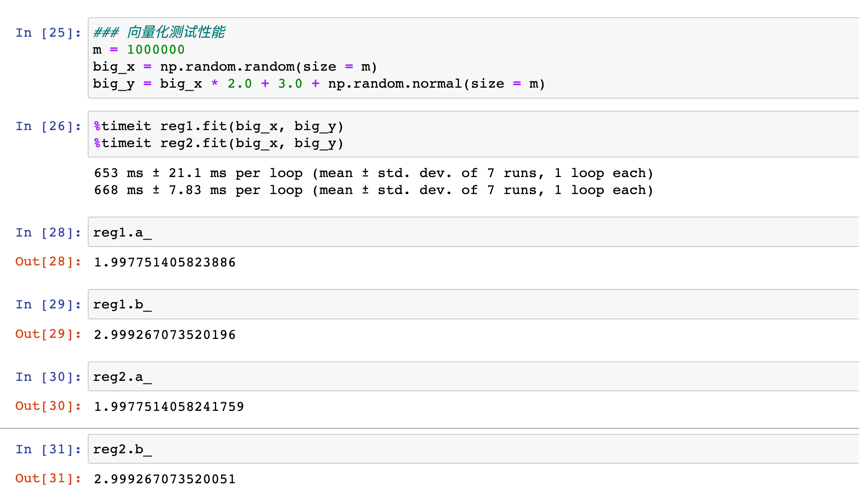 In [25]: ### 向量化测试性能
m = 1000000
big_x = np.random.random(size = m)
big_y = big_x * 2.0 + 3.0 + np.random.normal(size = m)
In [26]: %timeit reg1.fit(big_x, big_y)
%timeit reg2.fit(big_x, big_y)
653 ms ± 21.1 ms per loop (mean ± std. dev. of 7 runs, 1 loop each)
668 ms ± 7.83 ms per loop (mean ± std. dev. of 7 runs, 1 loop each)
In [28]: reg1.a_
Out[28]: 1.997751405823886
In [29]: reg1.b_
Out[29]: 2.999267073520196
In [30]: reg2.a_
Out[30]: 1.9977514058241759
In [31]: reg2.b_
Out[31]: 2.999267073520051